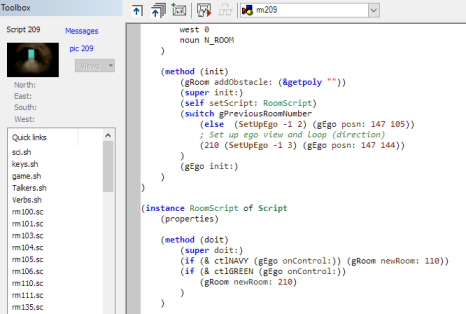 Toolbox
rm209
Script 209
Messages
pic 209
Views
North:
East:
South:
West:
Quick links
sci.sh
keys.sh
game.sh
Talkers.sh
Verbs.sh
rm100.sc
rm101.sc
rm103.sc
rm104.sc
rm105.sc
rm106.sc
rm110.sc
rm111.sc
rm135.sc
west 0
noun N_ROOM
)
(method (init)
(gRoom addObstacle: (&getpoly ""))
(super init:)
(self setScript: RoomScript)
(switch gPreviousRoomNumber
(else  (SetUpEgo -1 2) (gEgo posn: 147 105))
; Set up ego view and loop (direction)
(210 (SetUpEgo -1 3) (gEgo posn: 147 144))
)
(gEgo init:)
)
)
(instance RoomScript of Script
(properties)
(method (doit)
(super doit:)
(if (& ctlNAVY (gEgo onControl:)) (gRoom newRoom: 110))
(if (& ctlGREEN (gEgo onControl:))
(gRoom newRoom: 210)
)
)